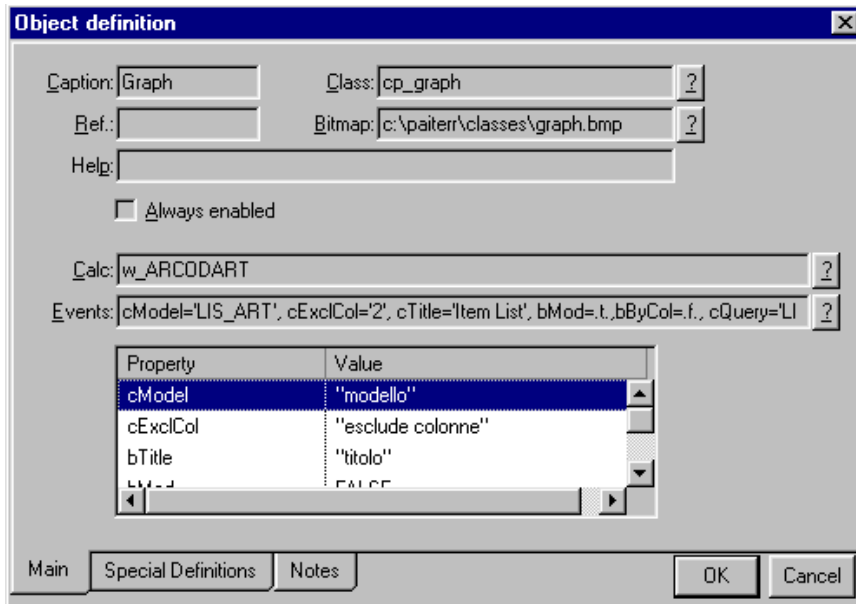 Object definition
Caption: Graph Class: cp_graph ?
Ref.: Bitmap: c:\paiterr\classes\graph.bmp ?
Help:
Always enabled
Calc: w_ARCODART ?
Events: cModel='LIS_ART', cExclCol='2', cTitle='Item List', bMod=.t.,bByCol=.f., cQuery='LI ?
Property Value
cModel "modello"
cExclCol "esclude colonne"
bTitle "titolo"
bMod FALSE
Main Special Definitions Notes OK Cancel